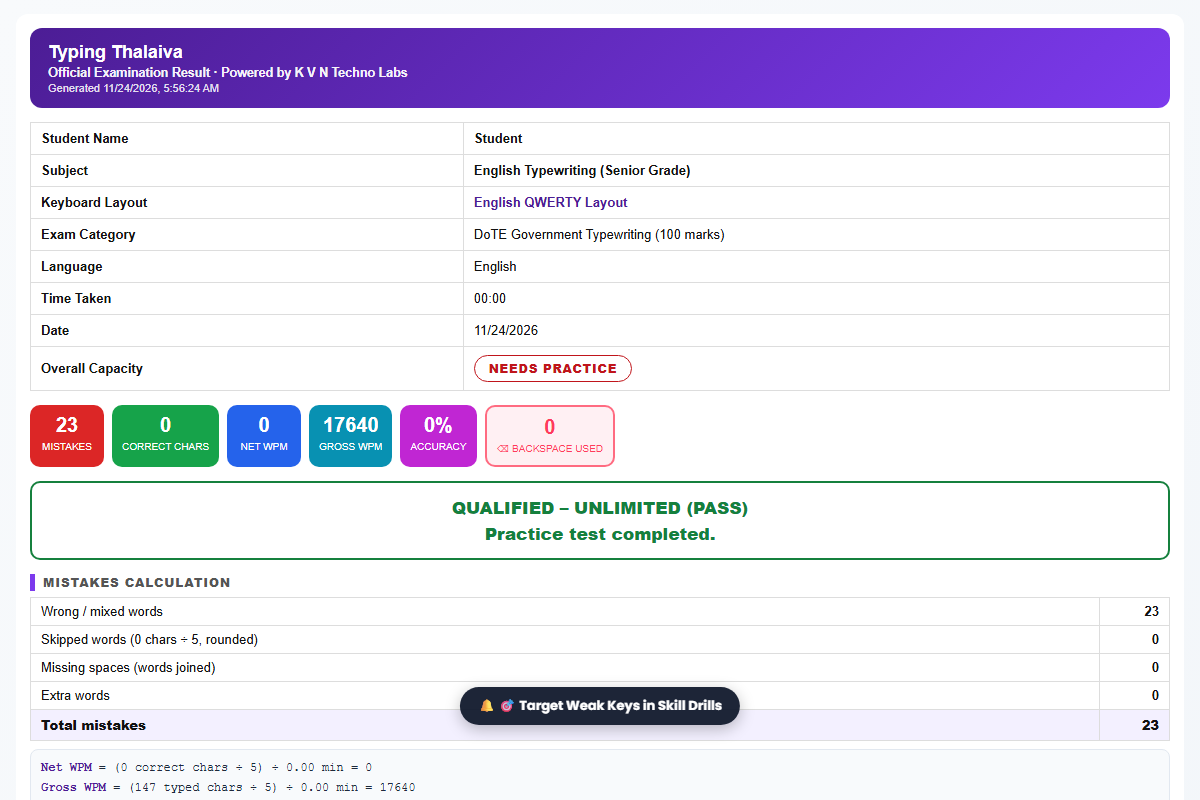 Typing Thalaiva
Official Examination Result · Powered by K V N Techno Labs
Generated 11/24/2026, 5:56:24 AM
Student Name Student
Subject English Typewriting (Senior Grade)
Keyboard Layout English QWERTY Layout
Exam Category DoTE Government Typewriting (100 marks)
Language English
Time Taken 00:00
Date 11/24/2026
Overall Capacity NEEDS PRACTICE
23 0 0 17640 0% 0
MISTAKES CORRECT CHARS NET WPM GROSS WPM ACCURACY ⌫ BACKSPACE USED
QUALIFIED – UNLIMITED (PASS)
Practice test completed.
MISTAKES CALCULATION
Wrong / mixed words 23
Skipped words (0 chars ÷ 5, rounded) 0
Missing spaces (words joined) 0
Extra words 0
🔔 🎯 Target Weak Keys in Skill Drills
Total mistakes 23
Net WPM = (0 correct chars ÷ 5) ÷ 0.00 min = 0
Gross WPM = (147 typed chars ÷ 5) ÷ 0.00 min = 17640